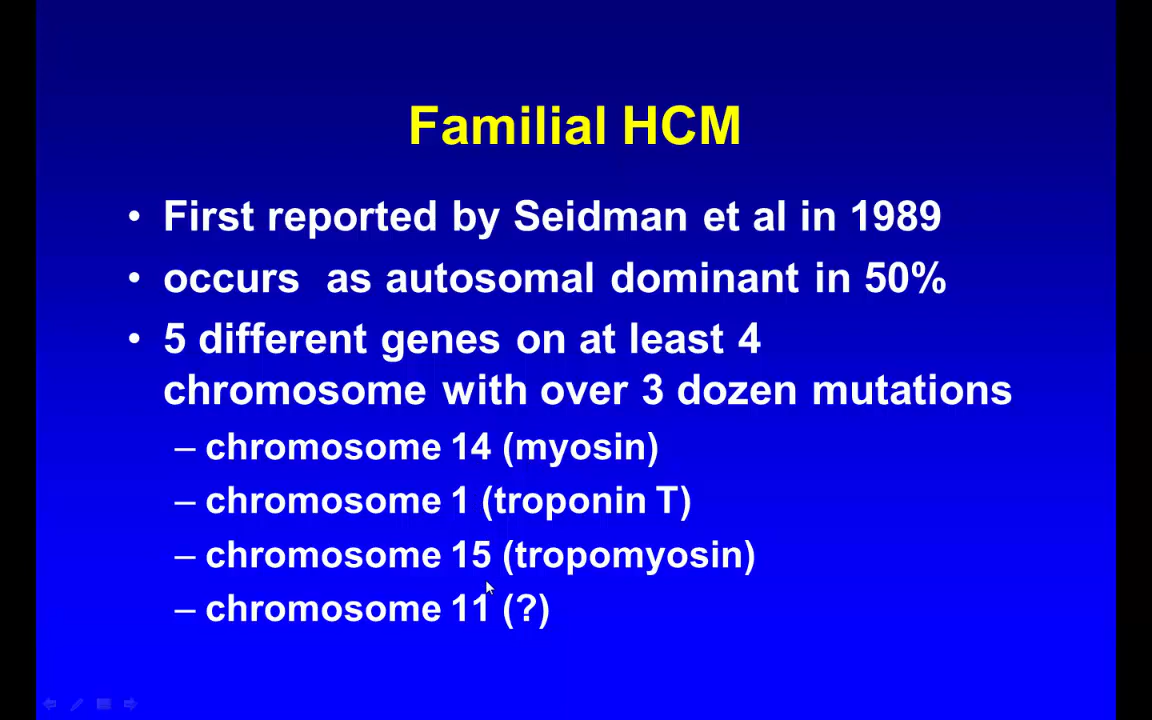 Familial HCM
• First reported by Seidman et al in 1989
• occurs  as autosomal dominant in 50%
• 5 different genes on at least 4
chromosome with over 3 dozen mutations
– chromosome 14 (myosin)
– chromosome 1 (troponin T)
– chromosome 15 (tropomyosin)
– chromosome 11 (?)